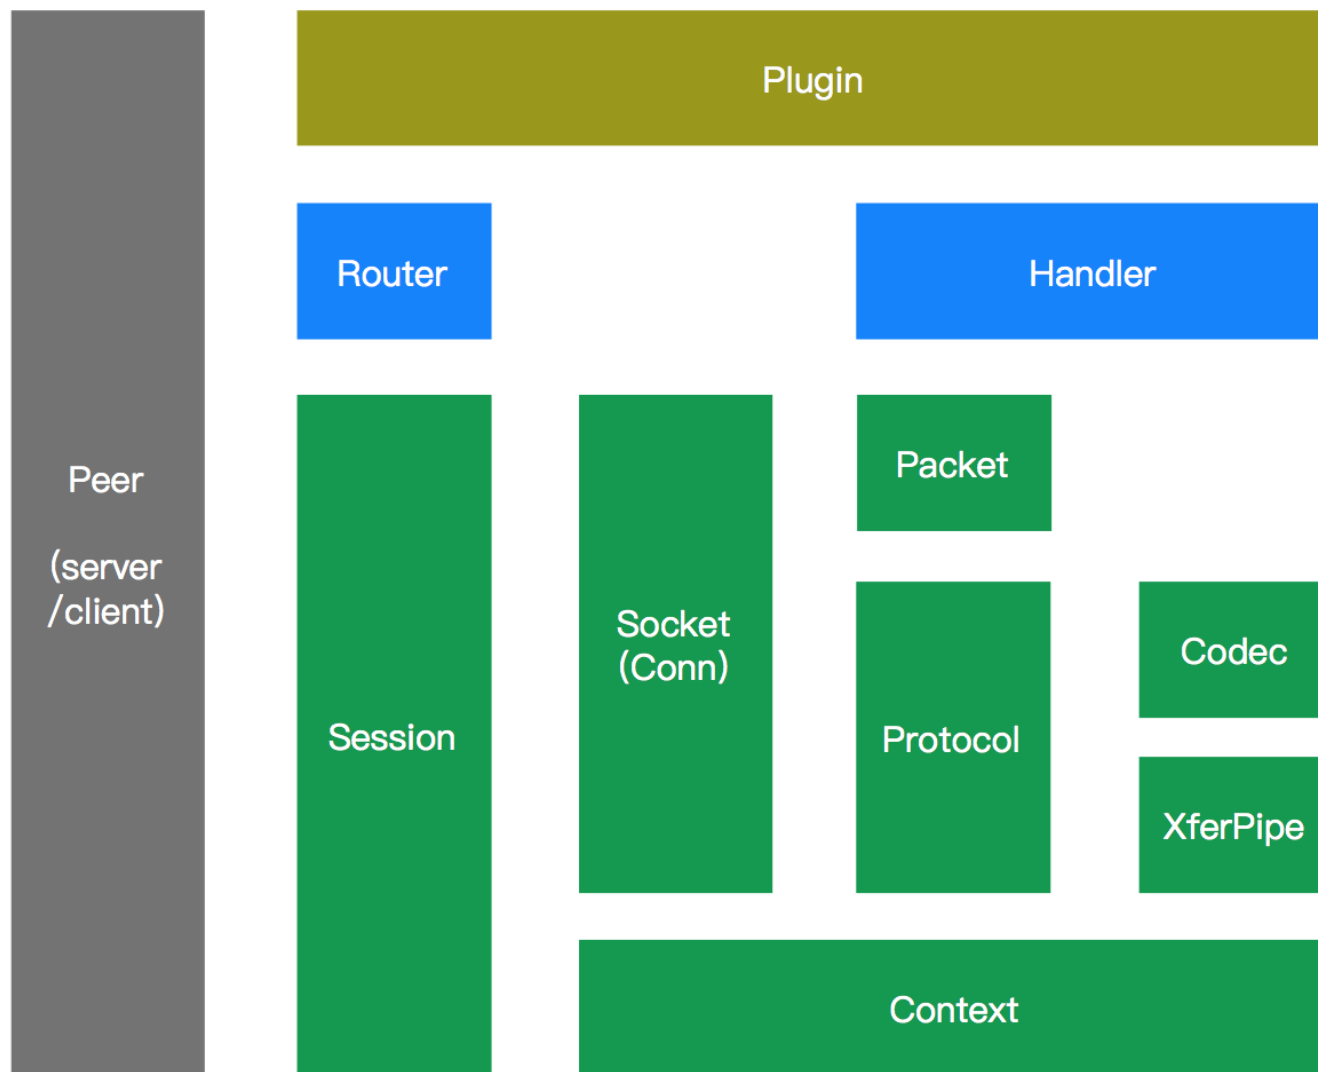 Plugin
Router
Handler
Peer
(server
/client)
Session
Socket
(Conn)
Packet
Protocol
Codec
XferPipe
Context